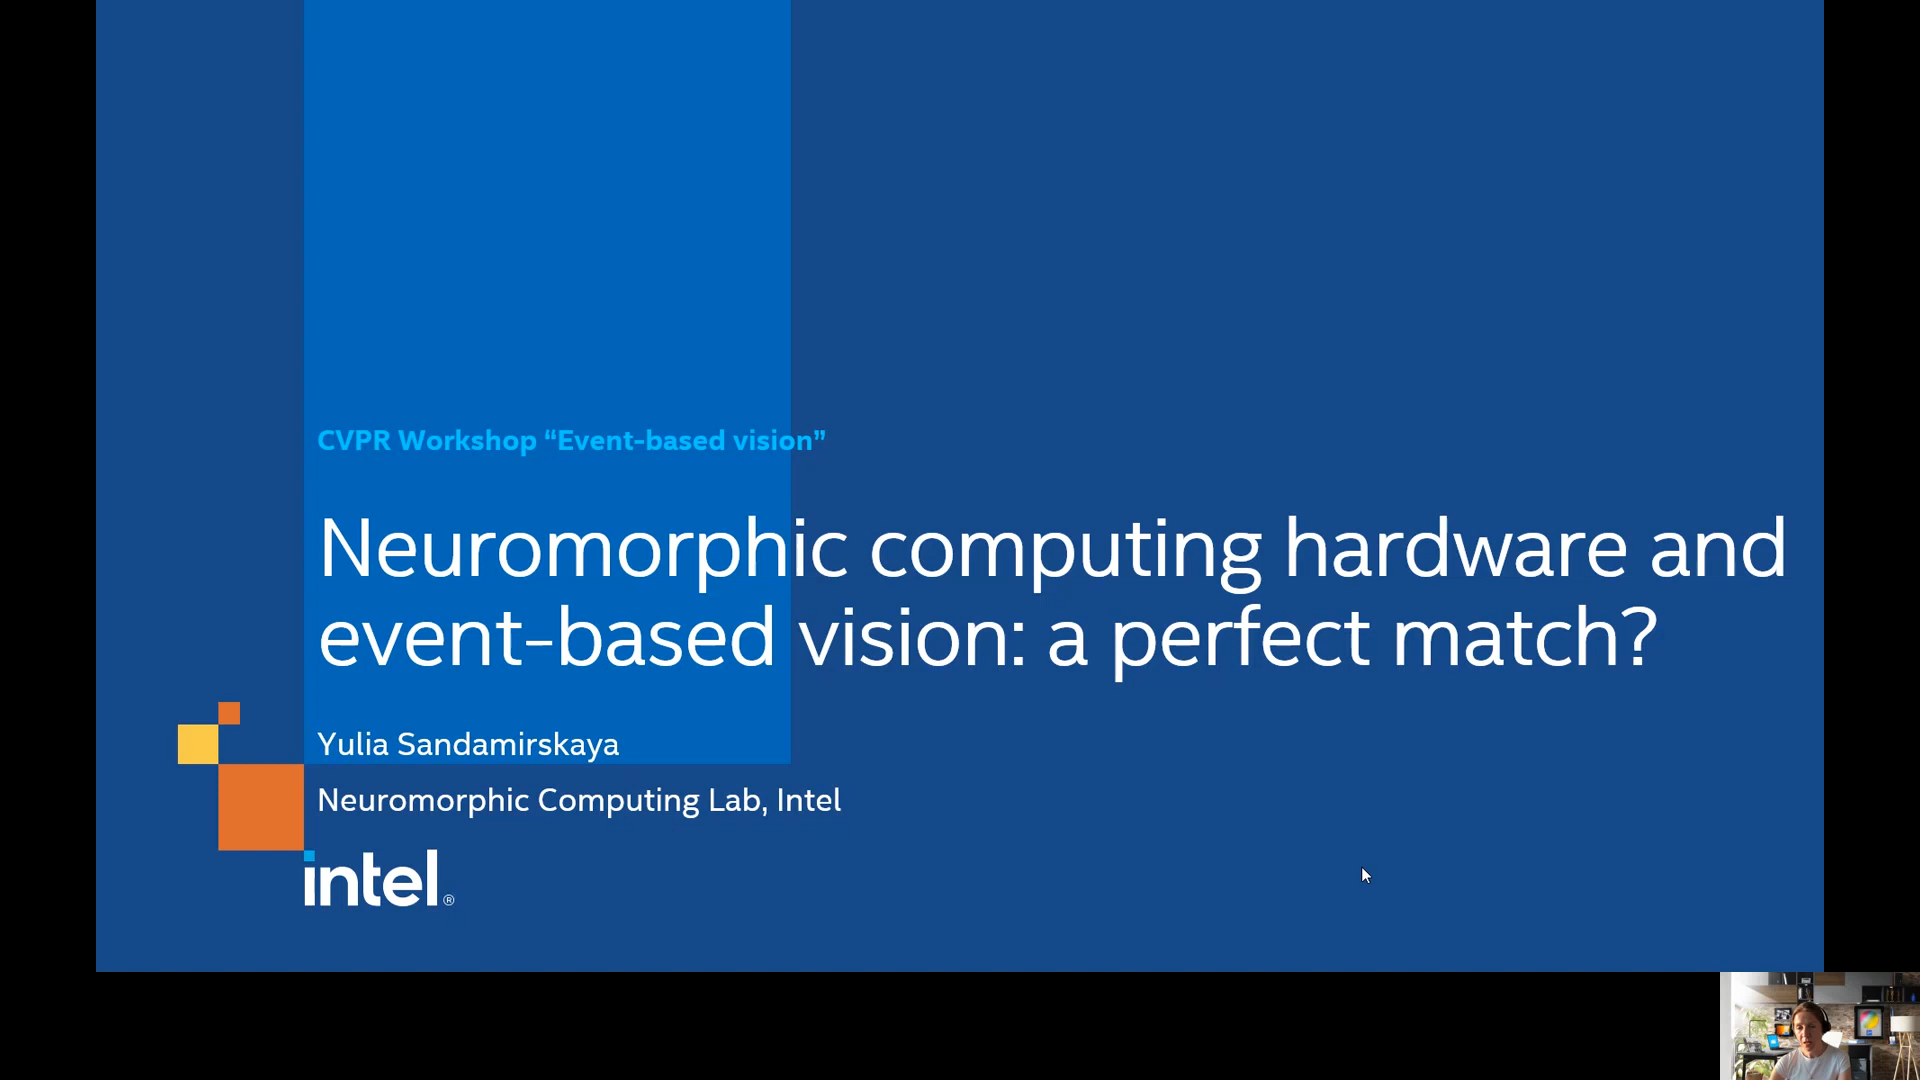 CVPR Workshop “Event-based vision”
Neuromorphic computing hardware and
event-based vision: a perfect match?
Yulia Sandamirskaya
Neuromorphic Computing Lab, Intel
intel®